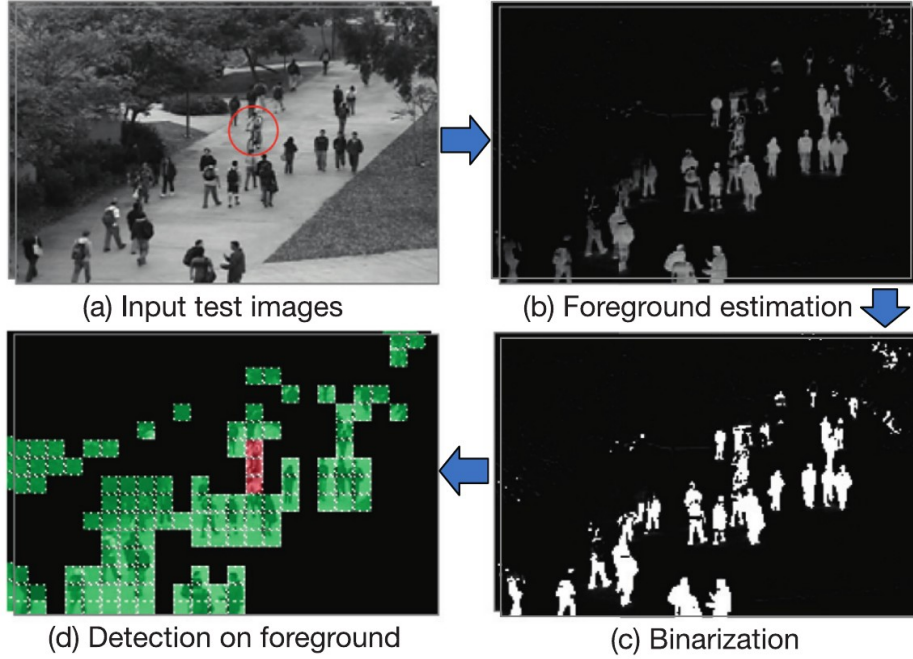 (a) Input test images
(b) Foreground estimation
(d) Detection on foreground
(c) Binarization